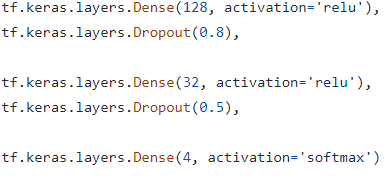 tf.keras.layers.Dense(128, activation='relu'),
tf.keras.layers.Dropout(0.8),
tf.keras.layers.Dense(32, activation='relu'),
tf.keras.layers.Dropout(0.5),
tf.keras.layers.Dense(4, activation='softmax')